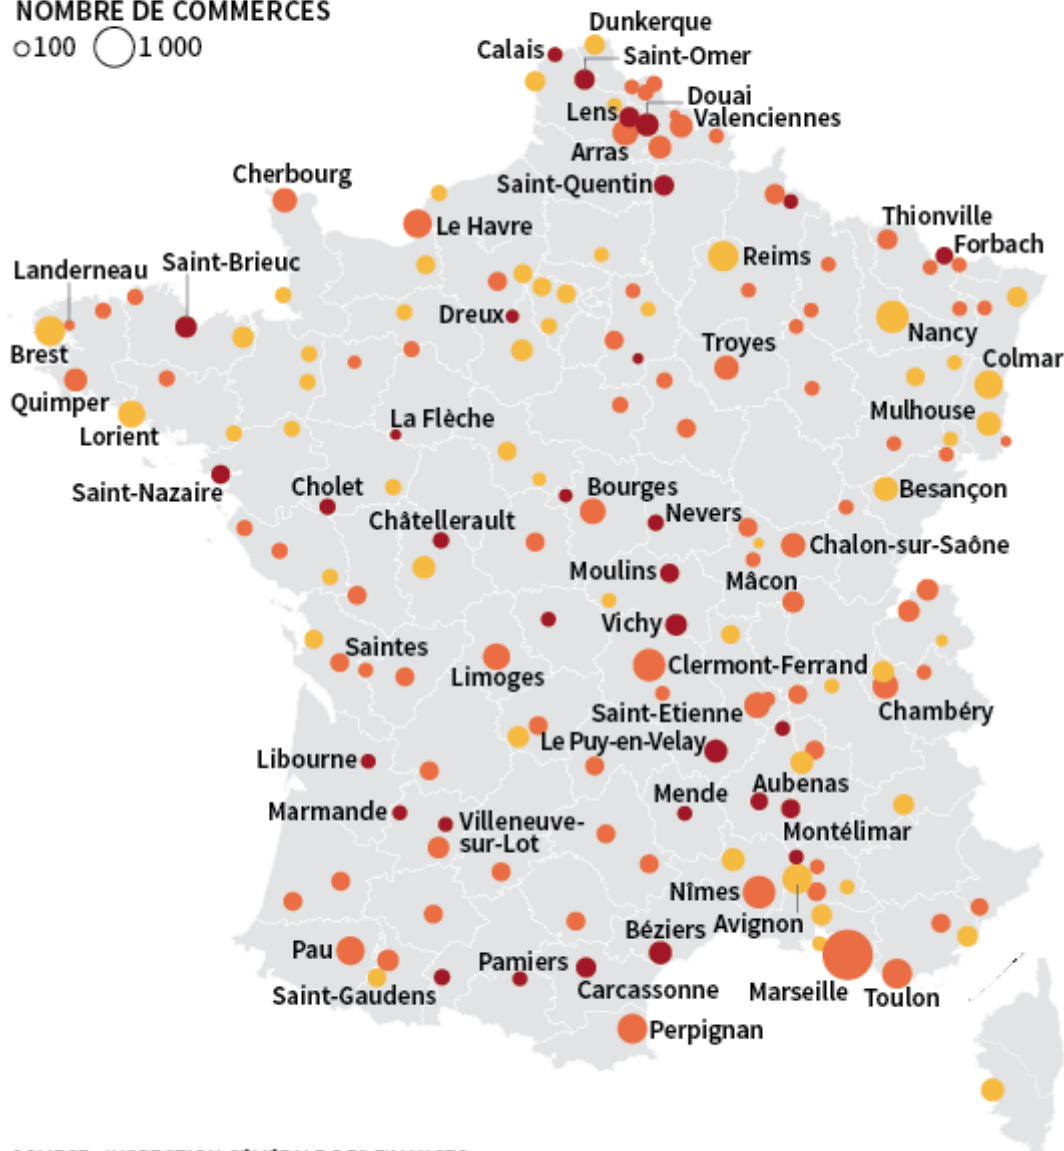 NOMBRE DE COMMERCES
100 1 000
Dunkerque
Calais
Saint-Omer
Douai
Lens
Valenciennes
Arras
Cherbourg
Saint-Quentin
Thionville
Le Havre
Forbach
Reims
Landerneau
Saint-Brieuc
Dreux
Nancy
Troyes
Brest
Colmar
Quimper
Mulhouse
La Flèche
Lorient
Saint-Nazaire
Cholet
Bourges
Besançon
Nevers
Châtellerault
Chalon-sur-Saône
Moulins
Mâcon
Vichy
Saintes
Clermont-Ferrand
Limoges
Saint-Etienne
Chambéry
Le Puy-en-Velay
Libourne
Aubenas
Mende
Marmande
Villeneuve-
sur-Lot
Montélimar
Nîmes
Avignon
Béziers
Pau
Pamiers
Carcassonne
Marseille
Toulon
Saint-Gaudens
Perpignan